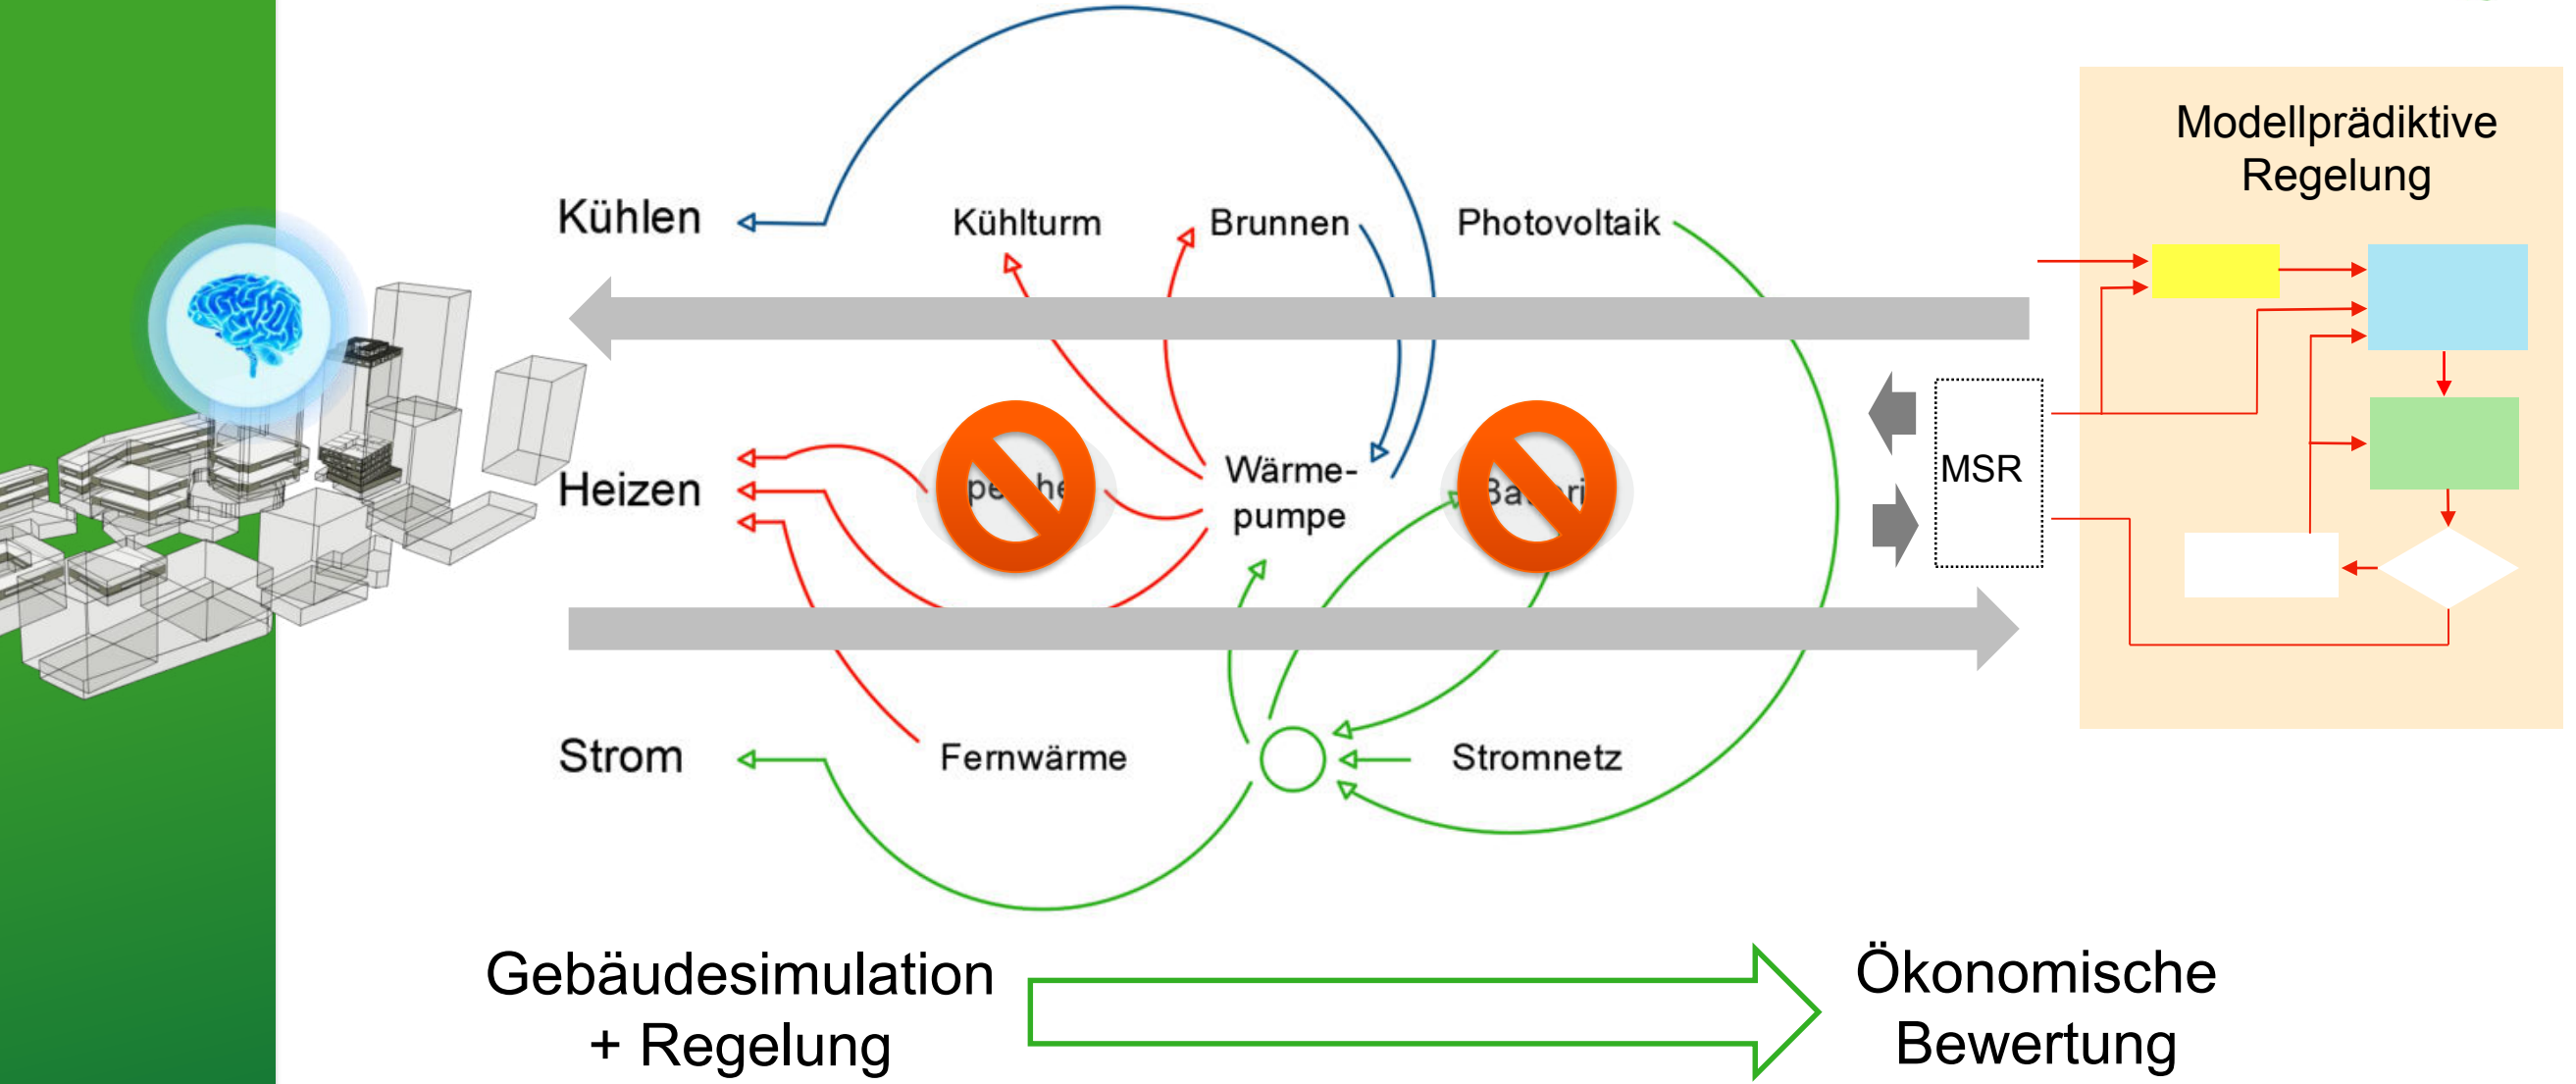 Modellprädiktive
Regelung
Kühlen
Kühlturm
Brunnen
Photovoltaik
Heizen
Wärme-
pumpe
MSR
Strom
Fernwärme
Stromnetz
Gebäudesimulation
+ Regelung
Ökonomische
Bewertung